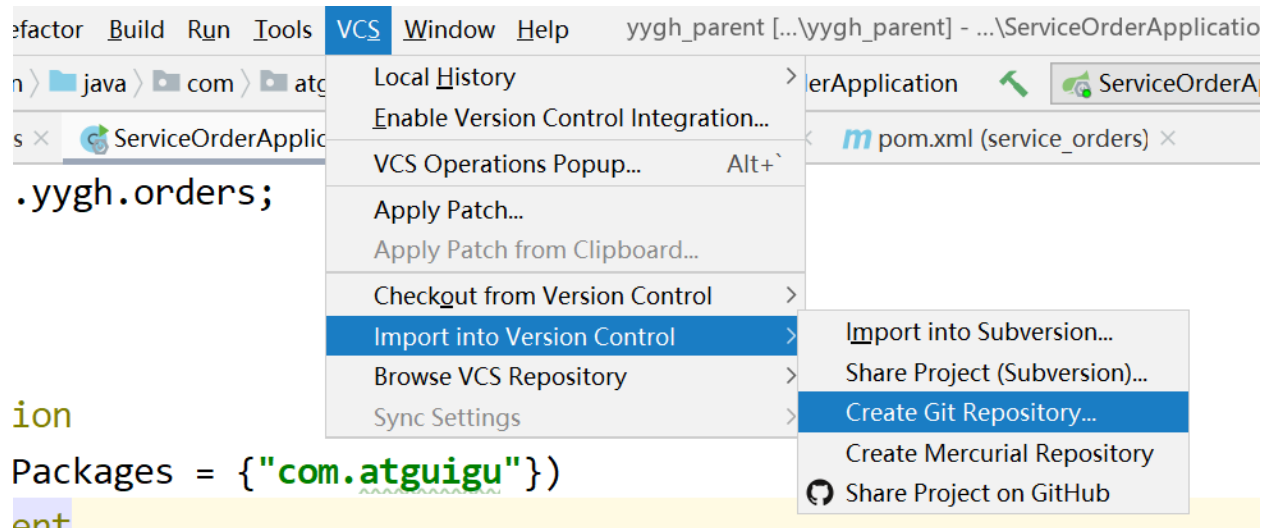 efactor Build Run Tools VCS Window Help yygh_parent [...\yygh_parent] - ...\ServiceOrderApplicatio
n java com atg erApplication ServiceOrderA
s ServiceOrderApplic pom.xml (service_orders)
.yygh.orders;
Local History
Enable Version Control Integration...
VCS Operations Popup... Alt+`
Apply Patch...
Apply Patch from Clipboard...
Checkout from Version Control
Import into Version Control
Browse VCS Repository
Sync Settings
Import into Subversion...
Share Project (Subversion)...
Create Git Repository...
Create Mercurial Repository
Share Project on GitHub
ion
Packages = {"com.atguigu"})
ent